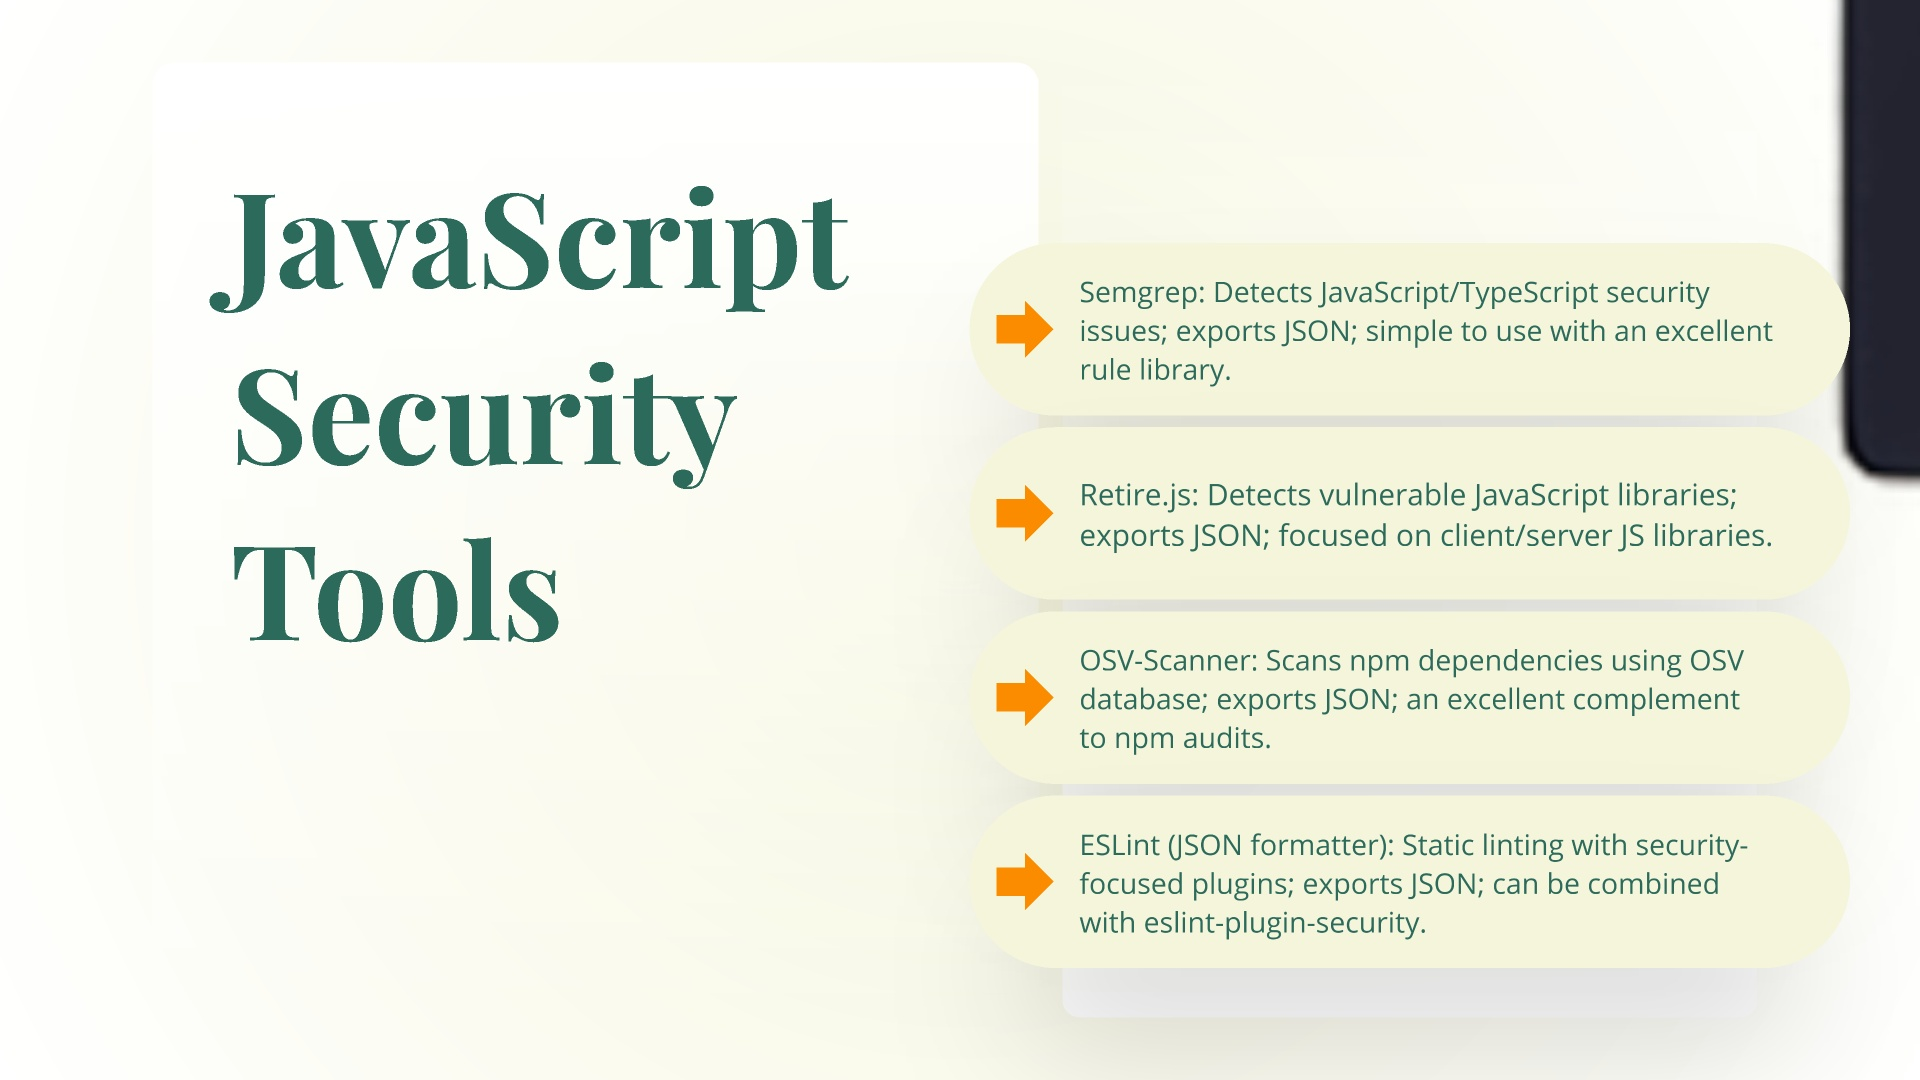 JavaScript
Security
Tools
Semgrep: Detects JavaScript/TypeScript security
issues; exports JSON; simple to use with an excellent
rule library.
Retire.js: Detects vulnerable JavaScript libraries;
exports JSON; focused on client/server JS libraries.
OSV-Scanner: Scans npm dependencies using OSV
database; exports JSON; an excellent complement
to npm audits.
ESLint (JSON formatter): Static linting with security-
focused plugins; exports JSON; can be combined
with eslint-plugin-security.